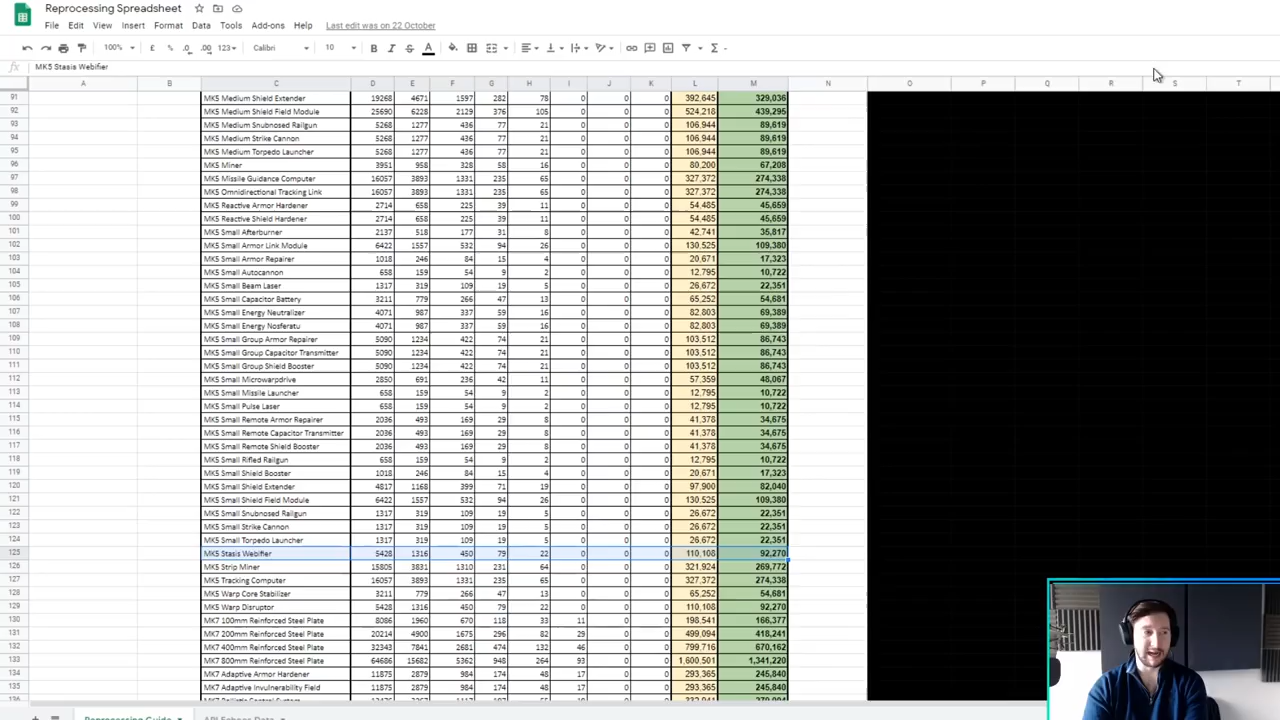 Reprocessing Spreadsheet
File Edit View Insert Format Data Tools Add-ons Help Last edit was on 22 October
100% £ % .0 .00 123 Calibri 10 B I S A
fx MK5 Stasis Webifier
A B C D E F G H I J K L M N O P Q R S T
91 MK5 Medium Shield Extender 19268 4671 1597 282 78 0 0 0 392,645 329,036
92 MK5 Medium Shield Field Module 25690 6228 2129 376 105 0 0 0 524,218 439,295
93 MK5 Medium Snubnosed Railgun 5268 1277 436 77 21 0 0 0 106,944 89,619
94 MK5 Medium Strike Cannon 5268 1277 436 77 21 0 0 0 106,944 89,619
95 MK5 Medium Torpedo Launcher 5268 1277 436 77 21 0 0 0 106,944 89,619
96 MK5 Miner 3951 958 328 58 16 0 0 0 80,200 67,208
97 MK5 Missile Guidance Computer 16057 3893 1331 235 65 0 0 0 327,372 274,338
98 MK5 Omnidirectional Tracking Link 16057 3893 1331 235 65 0 0 0 327,372 274,338
99 MK5 Reactive Armor Hardener 2714 658 225 39 11 0 0 0 54,485 45,659
100 MK5 Reactive Shield Hardener 2714 658 225 39 11 0 0 0 54,485 45,659
101 MK5 Small Afterburner 2137 518 177 31 8 0 0 0 42,741 35,817
102 MK5 Small Armor Link Module 6422 1557 532 94 26 0 0 0 130,525 109,380
103 MK5 Small Armor Repairer 1018 246 84 15 4 0 0 0 20,671 17,323
104 MK5 Small Autocannon 658 159 54 9 2 0 0 0 12,795 10,722
105 MK5 Small Beam Laser 1317 319 109 19 5 0 0 0 26,672 22,351
106 MK5 Small Capacitor Battery 3211 779 266 47 13 0 0 0 65,252 54,681
107 MK5 Small Energy Neutralizer 4071 987 337 59 16 0 0 0 82,803 69,389
108 MK5 Small Energy Nosferatu 4071 987 337 59 16 0 0 0 82,803 69,389
109 MK5 Small Group Armor Repairer 5090 1234 422 74 21 0 0 0 103,512 86,743
110 MK5 Small Group Capacitor Transmitter 5090 1234 422 74 21 0 0 0 103,512 86,743
111 MK5 Small Group Shield Booster 5090 1234 422 74 21 0 0 0 103,512 86,743
112 MK5 Small Microwarpdrive 2850 691 236 42 11 0 0 0 57,359 48,067
113 MK5 Small Missile Launcher 658 159 54 9 2 0 0 0 12,795 10,722
114 MK5 Small Pulse Laser 658 159 54 9 2 0 0 0 12,795 10,722
115 MK5 Small Remote Armor Repairer 2036 493 169 29 8 0 0 0 41,378 34,675
116 MK5 Small Remote Capacitor Transmitter 2036 493 169 29 8 0 0 0 41,378 34,675
117 MK5 Small Remote Shield Booster 2036 493 169 29 8 0 0 0 41,378 34,675
118 MK5 Small Rifled Railgun 658 159 54 9 2 0 0 0 12,795 10,722
119 MK5 Small Shield Booster 1018 246 84 15 4 0 0 0 20,671 17,323
120 MK5 Small Shield Extender 4817 1168 399 71 19 0 0 0 97,900 82,040
121 MK5 Small Shield Field Module 6422 1557 532 94 26 0 0 0 130,525 109,380
122 MK5 Small Snubnosed Railgun 1317 319 109 19 5 0 0 0 26,672 22,351
123 MK5 Small Strike Cannon 1317 319 109 19 5 0 0 0 26,672 22,351
124 MK5 Small Torpedo Launcher 1317 319 109 19 5 0 0 0 26,672 22,351
125 MK5 Stasis Webifier 5428 1316 450 79 22 0 0 0 110,108 92,270
126 MK5 Strip Miner 15805 3831 1310 231 64 0 0 0 321,924 269,772
127 MK5 Tracking Computer 16057 3893 1331 235 65 0 0 0 327,372 274,338
128 MK5 Warp Core Stabilizer 3211 779 266 47 13 0 0 0 65,252 54,681
129 MK5 Warp Disruptor 5428 1316 450 79 22 0 0 0 110,108 92,270
130 MK7 100mm Reinforced Steel Plate 8086 1960 670 118 33 11 0 0 198,541 166,377
131 MK7 200mm Reinforced Steel Plate 20214 4900 1675 296 82 29 0 0 499,094 418,241
132 MK7 400mm Reinforced Steel Plate 32343 7841 2681 474 132 46 0 0 799,716 670,162
133 MK7 800mm Reinforced Steel Plate 64686 15682 5362 948 264 93 0 0 1,600,501 1,341,220
134 MK7 Adaptive Armor Hardener 11875 2879 984 174 48 17 0 0 293,365 245,840
135 MK7 Adaptive Invulnerability Field 11875 2879 984 174 48 17 0 0 293,365 245,840
Reprocessing Guide